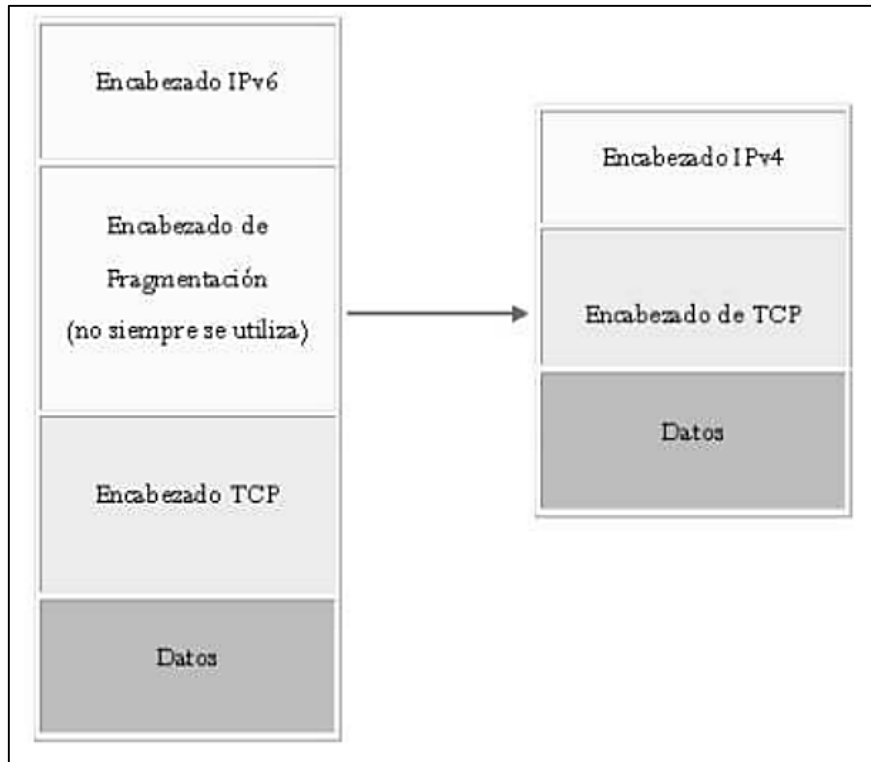 Encabezado IPv6
Encabezado de
Fragmentación
(no siempre se utiliza)
Encabezado TCP
Datos
Encabezado IPv4
Encabezado de TCP
Datos